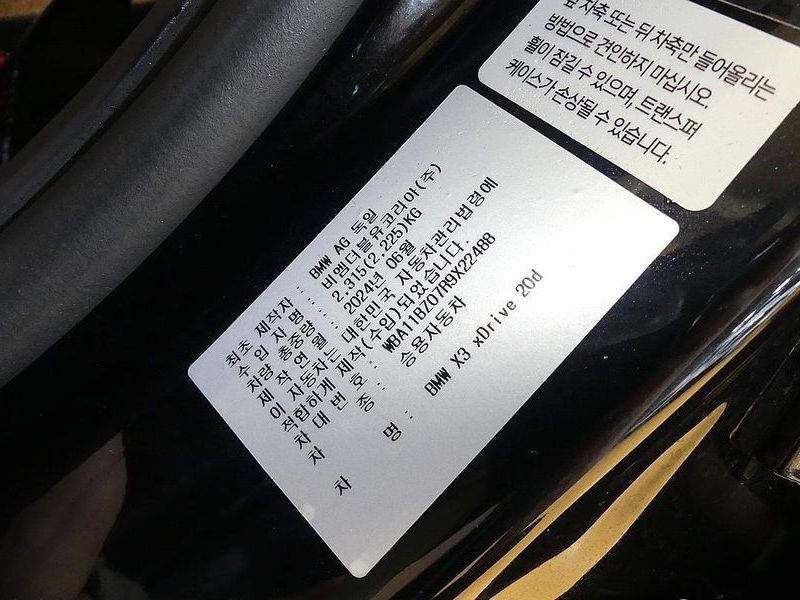 앞 차축 또는 뒤 차축만 들어올리는
방법으로 견인하지 마십시오.
휠이 잠길 수 있으며, 트랜스퍼
케이스가 손상될 수 있습니다.
최초 제작자 : BMW AG 독일
수 입 사 명 : 비엠더블유코리아(주)
차량 총중량 : 2,315(2,225)KG
제 작 연 월 : 2024년 06월
이 자동차는 대한민국 자동차관리법령에
적합하게 제작(수입)되었습니다.
차 대 번 호 : WBA11BZ07R9X22488
차 종 : 승용자동차
차 명 : BMW X3 xDrive 20d